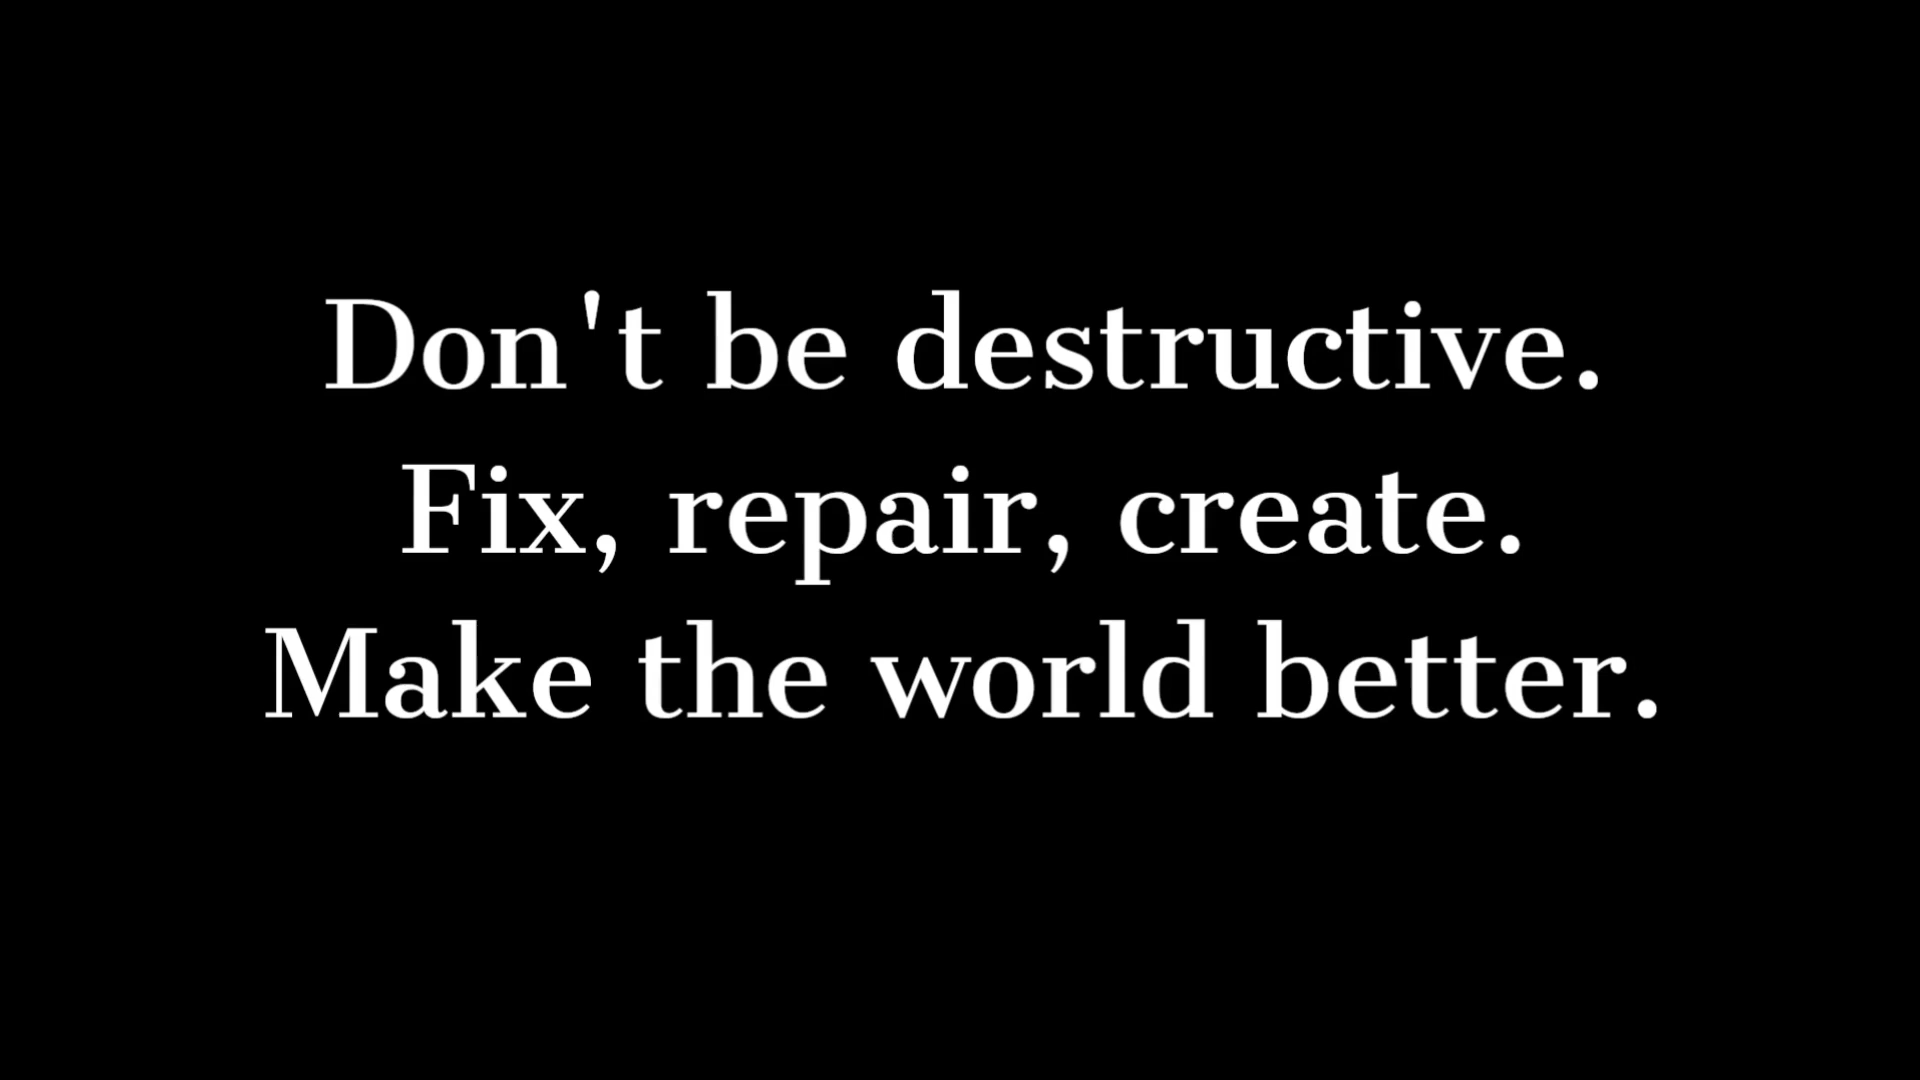 Don't be destructive.
Fix, repair, create.
Make the world better.